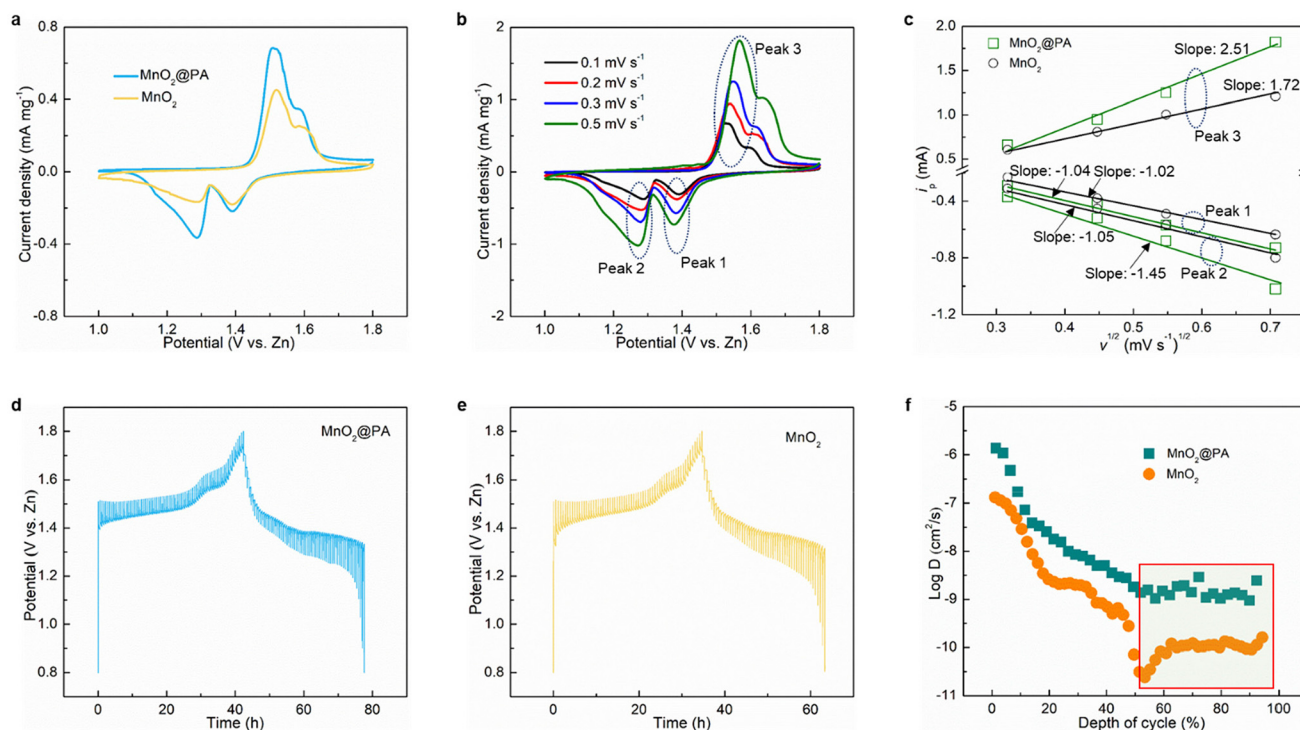 a
0.8
0.4
0.0
-0.4
-0.8
Current density (mA mg⁻¹)
MnO₂@PA
MnO₂
1.0
1.2
1.4
1.6
1.8
Potential (V vs. Zn)
b
2
1
0
-1
-2
Current density (mA mg⁻¹)
0.1 mV s⁻¹
0.2 mV s⁻¹
0.3 mV s⁻¹
0.5 mV s⁻¹
Peak 3
Peak 2
Peak 1
1.0
1.2
1.4
1.6
1.8
Potential (V vs. Zn)
c
2.0
1.5
1.0
0.5
-0.4
-0.8
-1.2
iₚ (mA)
MnO₂@PA
MnO₂
Slope: 2.51
Slope: 1.72
Peak 3
Slope: -1.04
Slope: -1.02
Peak 1
Slope: -1.05
Peak 2
Slope: -1.45
0.3
0.4
0.5
0.6
0.7
v¹/² (mV s⁻¹)¹/²
d
1.8
1.6
1.4
1.2
1.0
0.8
Potential (V vs. Zn)
MnO₂@PA
0
20
40
60
80
Time (h)
e
1.8
1.6
1.4
1.2
1.0
0.8
Potential (V vs. Zn)
MnO₂
0
20
40
60
Time (h)
f
-5
-6
-7
-8
-9
-10
-11
Log D (cm²/s)
MnO₂@PA
MnO₂
0
20
40
60
80
100
Depth of cycle (%)